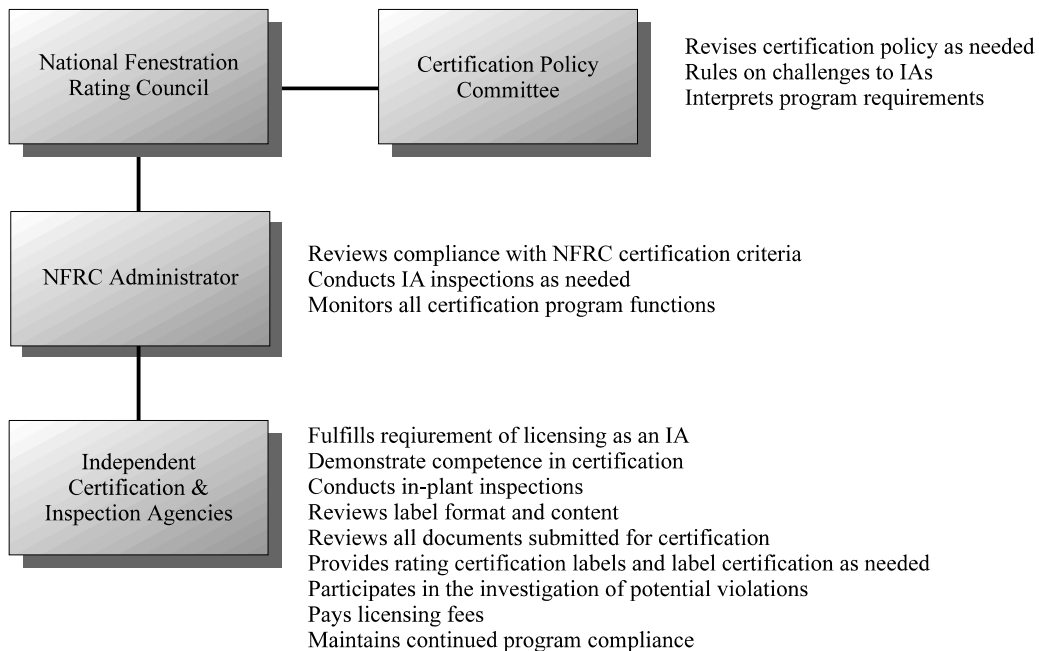 National Fenestration
Rating Council
Certification Policy
Committee
Revises certification policy as needed
Rules on challenges to IAs
Interprets program requirements
NFRC Administrator
Reviews compliance with NFRC certification criteria
Conducts IA inspections as needed
Monitors all certification program functions
Independent
Certification &
Inspection Agencies
Fulfills reqiurement of licensing as an IA
Demonstrate competence in certification
Conducts in-plant inspections
Reviews label format and content
Reviews all documents submitted for certification
Provides rating certification labels and label certification as needed
Participates in the investigation of potential violations
Pays licensing fees
Maintains continued program compliance